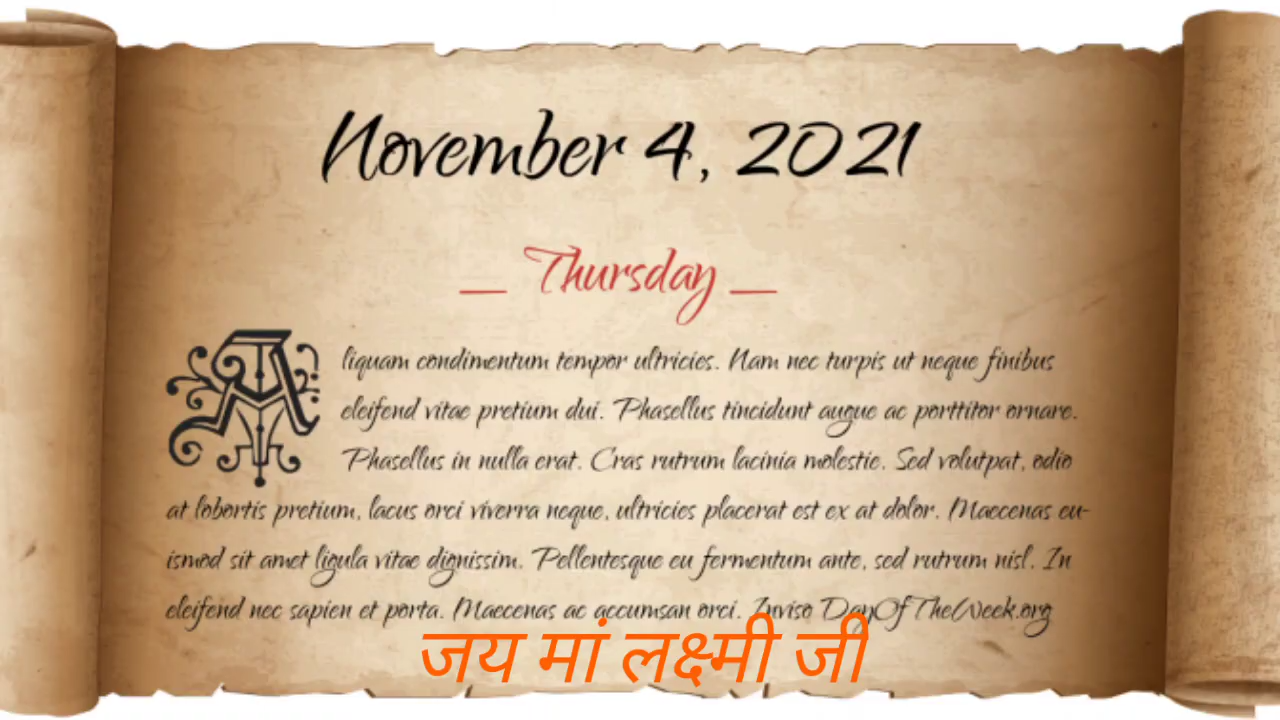 November 4, 2021
— Thursday —
Aliquam condimentum tempor ultricies. Nam nec turpis ut neque finibus
eleifend vitae pretium dui. Phasellus tincidunt augue ac porttitor ornare.
Phasellus in nulla erat. Cras rutrum lacinia molestie. Sed volutpat, odio
at lobortis pretium, lacus orci viverra neque, ultricies placerat est ex at dolor. Maecenas eu-
ismod sit amet ligula vitae dignissim. Pellentesque eu fermentum ante, sed rutrum nisl. In
eleifend nec sapien et porta. Maecenas ac accumsan orci. Inviso DayOfTheWeek.org
जय मां लक्ष्मी जी